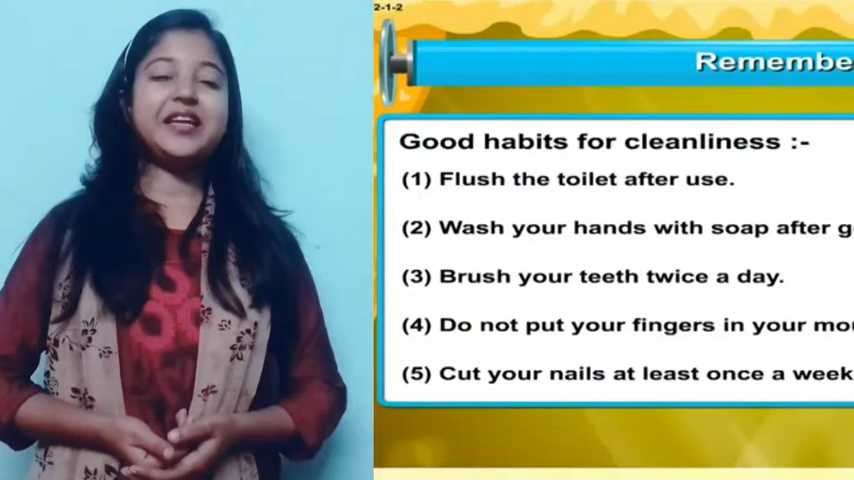 2-1-2
Remembe
Good habits for cleanliness :-
(1) Flush the toilet after use.
(2) Wash your hands with soap after g
(3) Brush your teeth twice a day.
(4) Do not put your fingers in your mou
(5) Cut your nails at least once a week